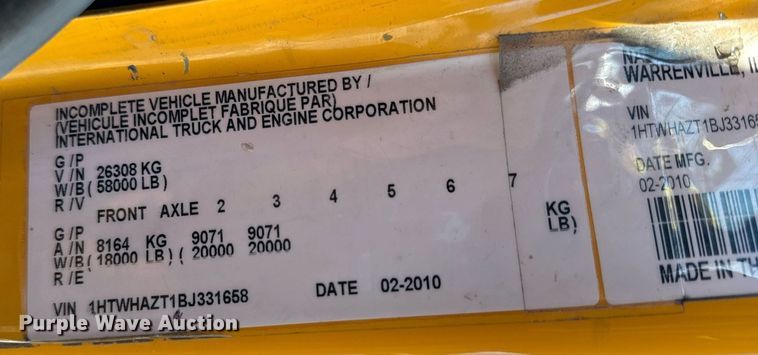 INCOMPLETE VEHICLE MANUFACTURED BY /
(VEHICULE INCOMPLET FABRIQUE PAR)
INTERNATIONAL TRUCK AND ENGINE CORPORATION
G/P
V/N 26308 KG
W/B( 58000 LB)
R/V
FRONT AXLE 2 3 4 5 6 7
G/P
A/N 8164 KG 9071 9071 KG
W/B( 18000 LB) ( 20000 20000 LB)
R/E
VIN 1HTWHAZT1BJ331658 DATE 02-2010
WARRENVILLE,
VIN
1HTWHAZT1BJ33165
DATE MFG.
02-2010
MADE IN
Purple Wave Auction